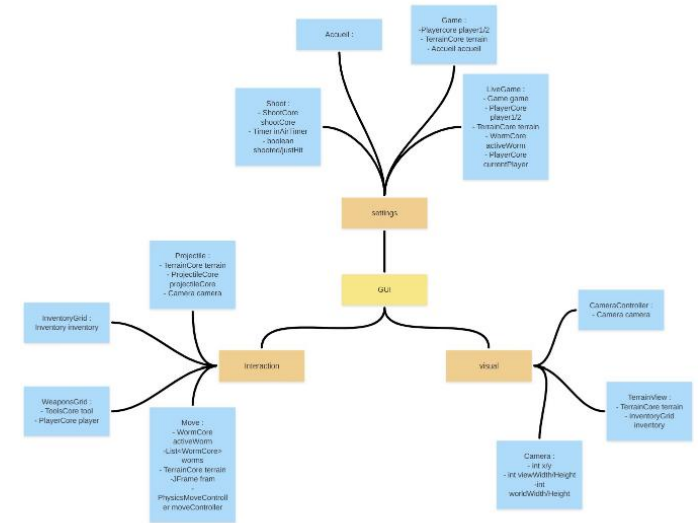 Accueil :
Game :
-Playercore player1/2
- TerrainCore terrain
- Accueil accueil
Shoot :
- ShootCore
shootCore
- Timer inAirTimer
- boolean
shooted/justHit
LiveGame :
- Game game
- PlayerCore
player1/2
- TerrainCore terrain
- WormCore
activeWorm
- PlayerCore
currentPlayer
settings
GUI
Projectile :
- TerrainCore terrain
- ProjectileCore
projectileCore
- Camera camera
InventoryGrid :
Inventory inventory
Interaction
WeaponsGrid :
- ToolsCore tool
- PlayerCore player
Move :
- WormCore
activeWorm
-List<WormCore>
worms
- TerrainCore terrain
-JFrame fram
-
PhysicsMoveControll
er moveController
visual
CameraController :
- Camera camera
TerrainView :
- TerrainCore terrain
- InventoryGrid
inventory
Camera :
- int x/y
- int viewWidth/Height
-int
worldWidth/Height